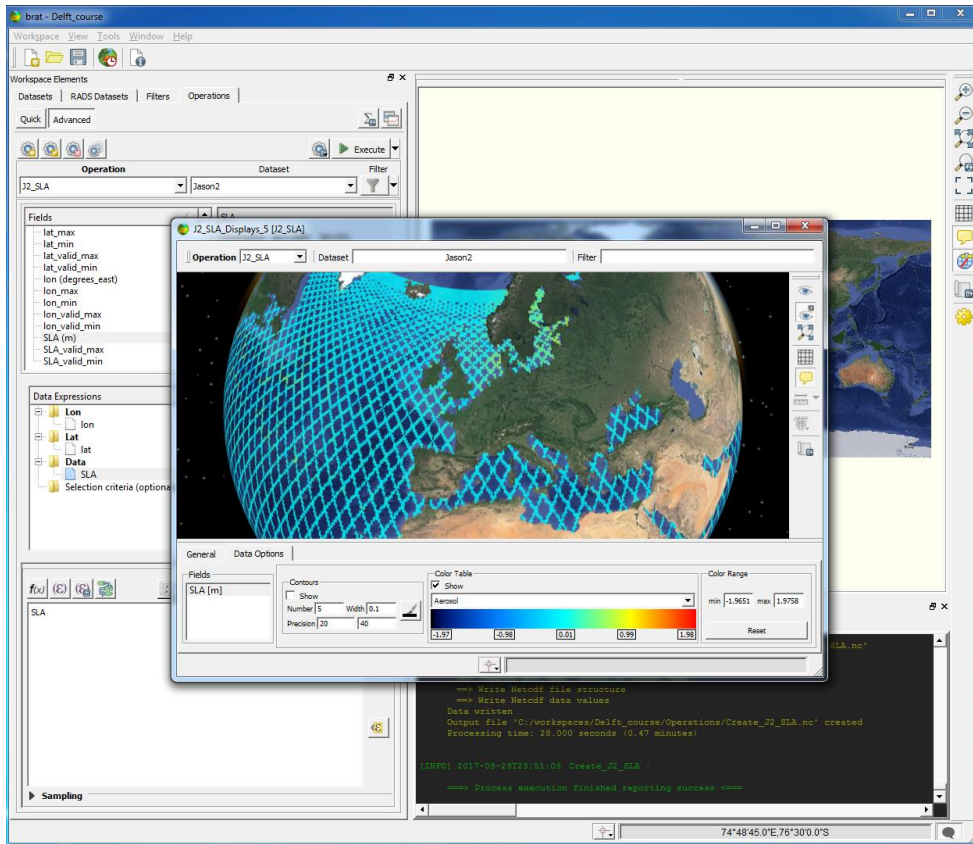 brat - Delft_course
Workspace View Tools Window Help
Workspace Elements
Datasets RADS Datasets Filters Operations
Quick Advanced
Execute
Operation Dataset Filter
J2_SLA Jason2
Fields
lat_max
lat_min
lat_valid_max
lat_valid_min
lon (degrees_east)
lon_max
lon_min
lon_valid_max
lon_valid_min
SLA (m)
SLA_valid_max
SLA_valid_min
Data Expressions
Lon
lon
Lat
lat
Data
SLA
Selection criteria (optiona
f(x) (Ɛ) (Ɛ)
SLA
Sampling
J2_SLA_Displays_5 [J2_SLA]
Operation J2_SLA Dataset Jason2 Filter
General Data Options
Fields
SLA [m]
Contours
Show
Number 5 Width 0.1
Precision 20 40
Color Table
Show
Aerosol
-1.97 -0.98 0.01 0.99 1.98
Color Range
min -1.9651 max 1.9758
Reset
SLA.nc'
==> Write Netcdf file structure
==> Write Netcdf data values
Data written
Output file 'C:/workspaces/Delft_course/Operations/Create_J2_SLA.nc' created
Processing time: 28.000 seconds (0.47 minutes)
[INFO] 2017-08-29T23:51:09 Create_J2_SLA :
===> Process execution finished reporting success <===
74°48'45.0"E,76°30'0.0"S